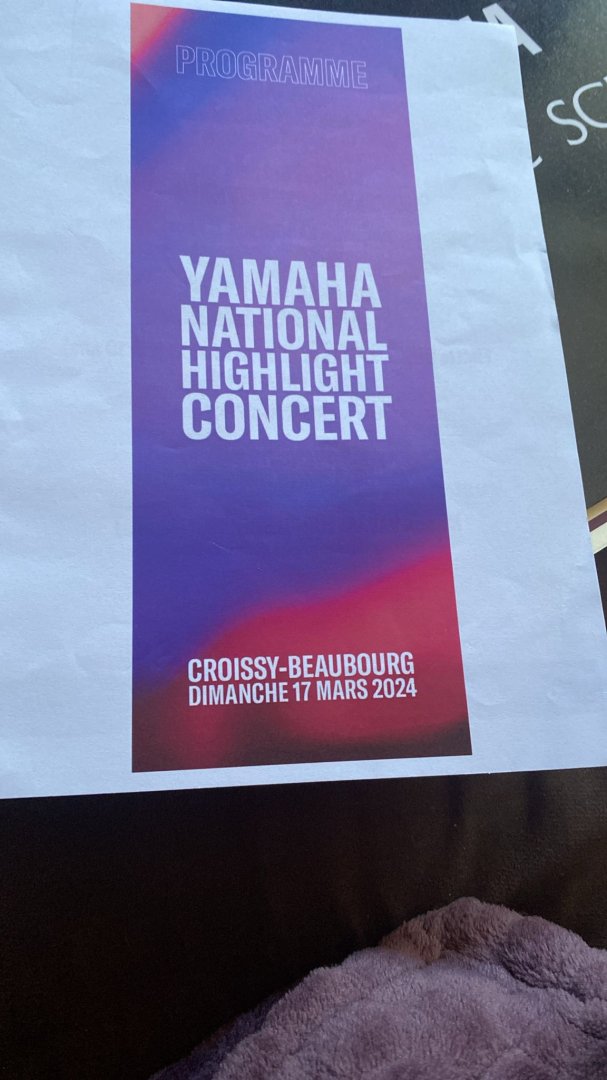 PROGRAMME
YAMAHA
NATIONAL
HIGHLIGHT
CONCERT
CROISSY-BEAUBOURG
DIMANCHE 17 MARS 2024